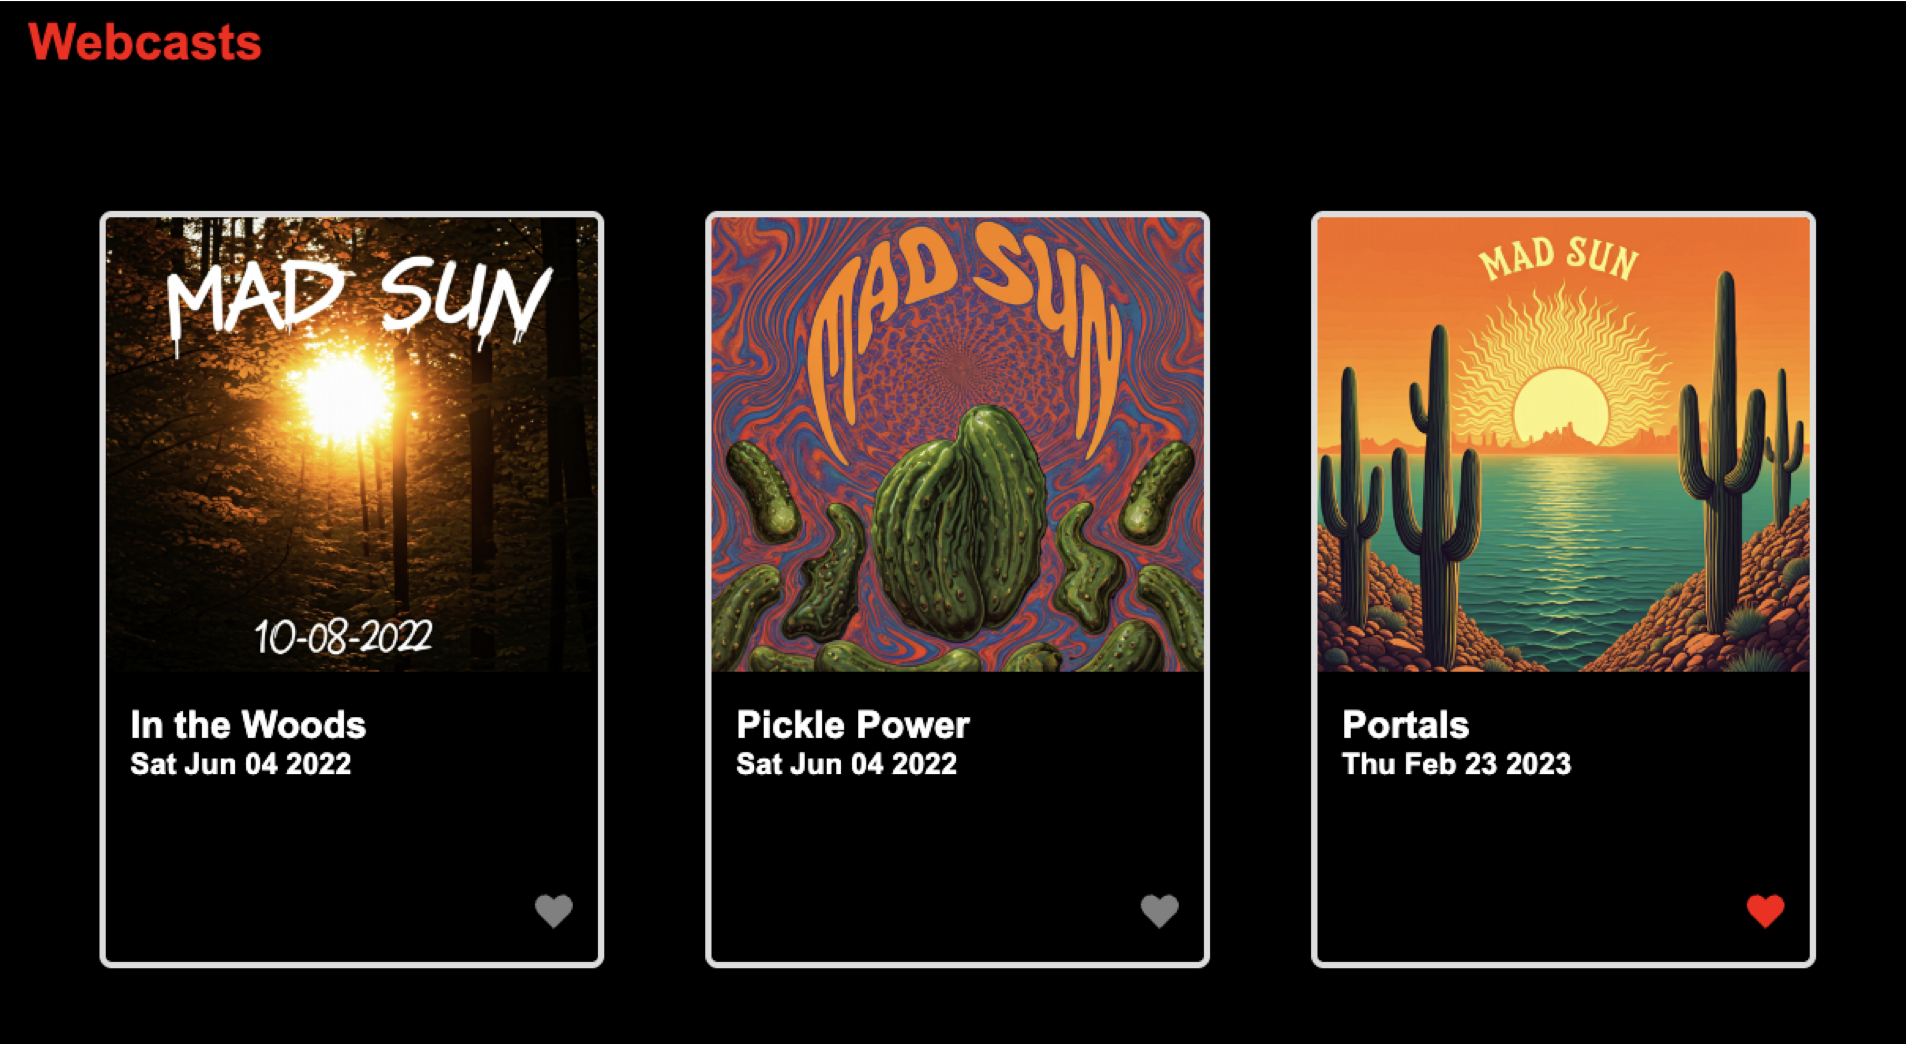 Webcasts
MAD SUN
10-08-2022
In the Woods
Sat Jun 04 2022
MAD SUN
Pickle Power
Sat Jun 04 2022
MAD SUN
Portals
Thu Feb 23 2023